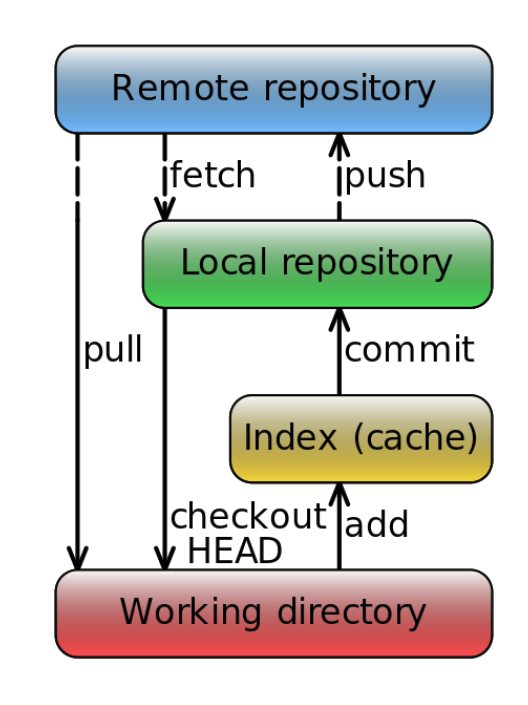 Remote repository
fetch
push
Local repository
pull
commit
Index (cache)
checkout
HEAD
add
Working directory